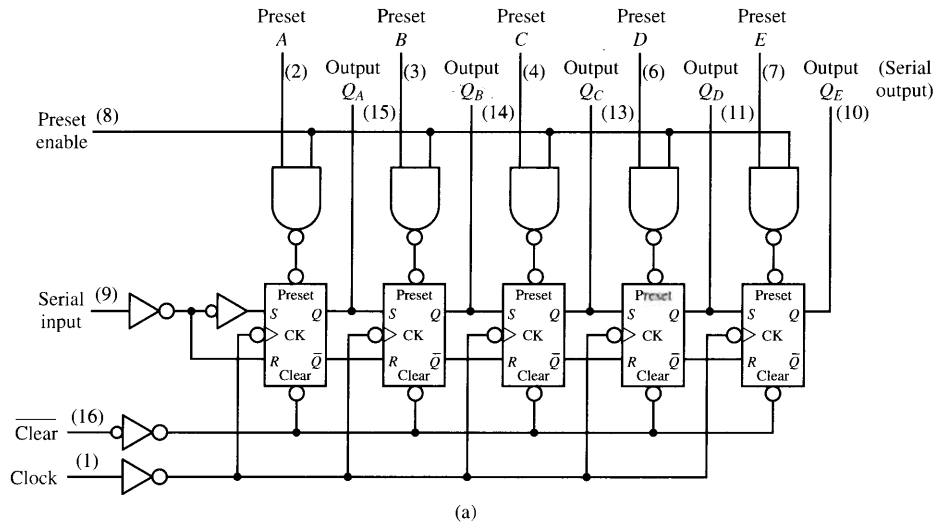 Preset Preset Preset Preset Preset
A B C D E
(2) Output (3) Output (4) Output (6) Output (7) Output (Serial
Q_A Q_B Q_C Q_D Q_E output)
(15) (14) (13) (11) (10)
Preset (8)
enable
Serial (9)
input
Preset Preset Preset Preset Preset
S Q S Q S Q S Q S Q
CK CK CK CK CK
R Q̅ R Q̅ R Q̅ R Q̅ R Q̅
Clear Clear Clear Clear Clear
C̅l̅e̅a̅r̅ (16)
Clock (1)
(a)